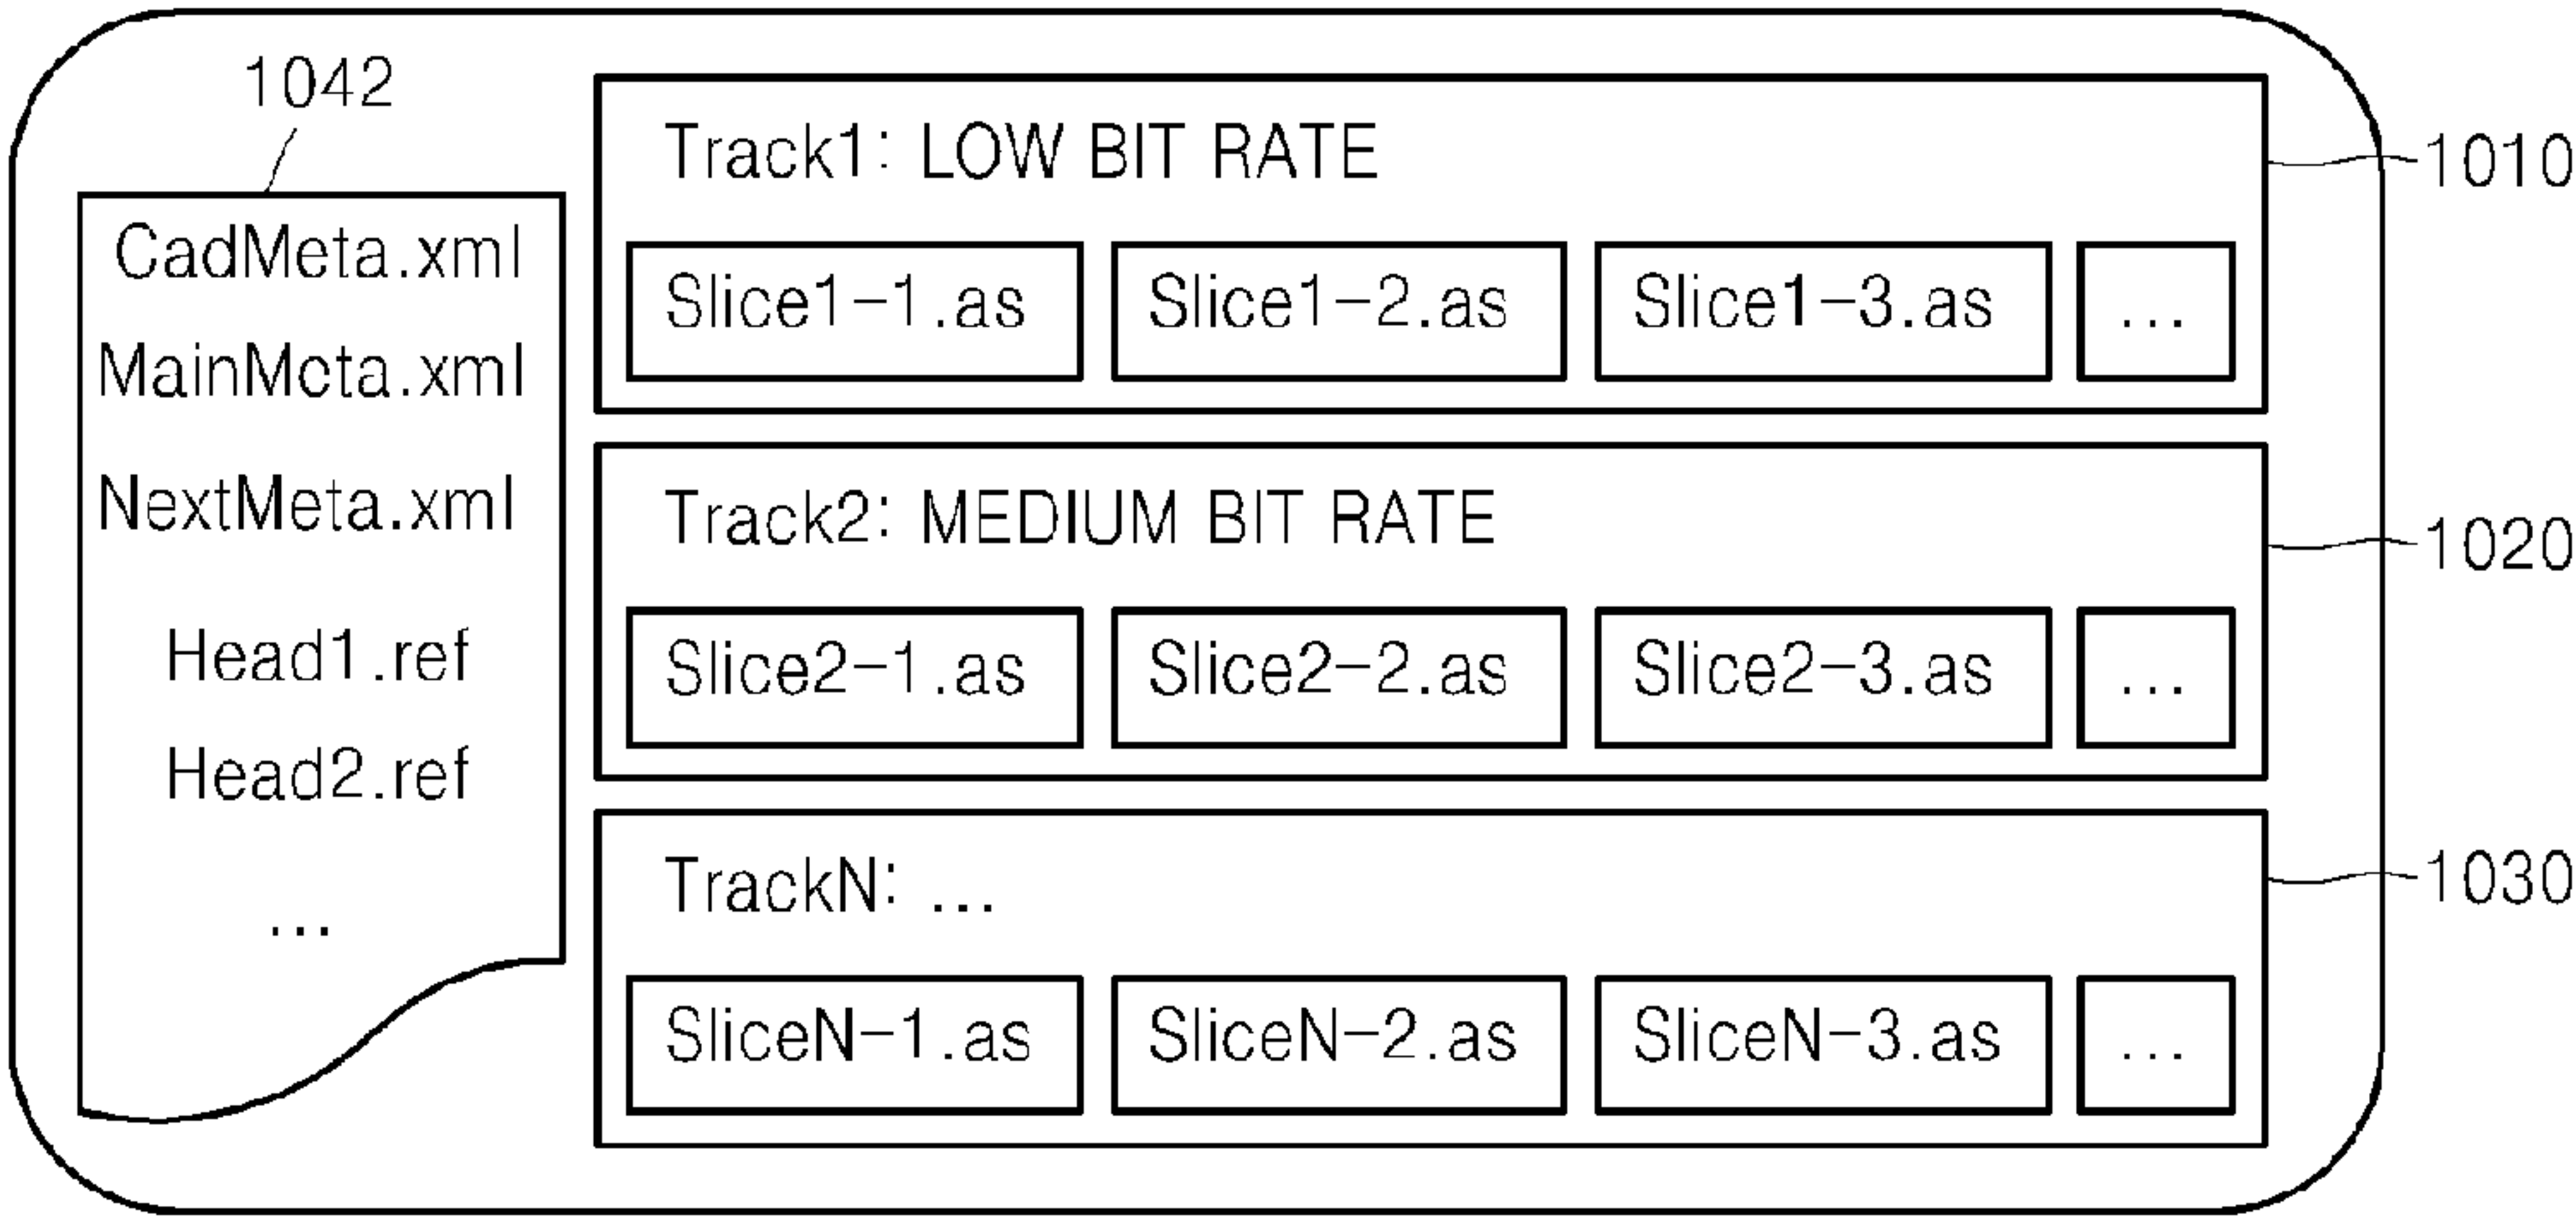 1042
CadMeta.xml
MainMcta.xml
NextMeta.xml
Head1.ref
Head2.ref
...
Track1: LOW BIT RATE
1010
Slice1-1.as
Slice1-2.as
Slice1-3.as
...
Track2: MEDIUM BIT RATE
1020
Slice2-1.as
Slice2-2.as
Slice2-3.as
...
TrackN: ...
1030
SliceN-1.as
SliceN-2.as
SliceN-3.as
...